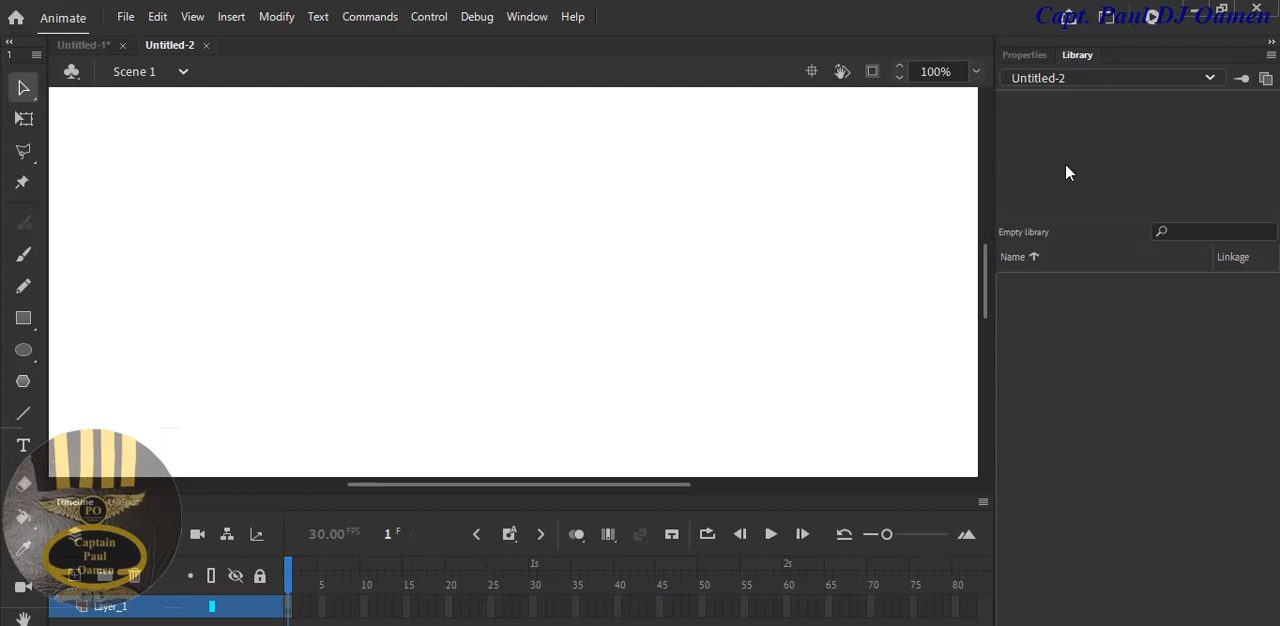 Animate File Edit View Insert Modify Text Commands Control Debug Window Help Capt. Paul DJ Oamen
1 Untitled-1* × Untitled-2 × Properties Library
Scene 1 100% Untitled-2
Empty library
Name Linkage
T
Timeline
PO
30.00 FPS 1 F
Captain
Paul
Oamen
1s 2s
5 10 15 20 25 30 35 40 45 50 55 60 65 70 75 80
Layer_1